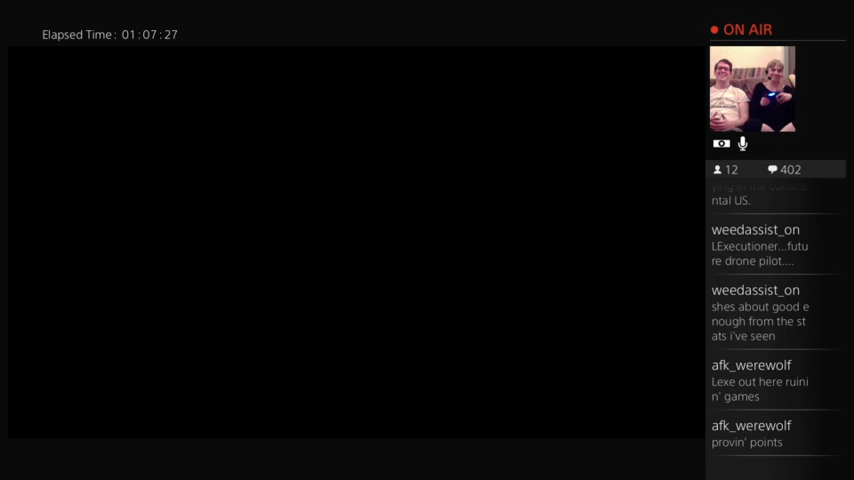 Elapsed Time: 01:07:27
ON AIR
12 402
ntal US.
weedassist_on
LExecutioner...futu
re drone pilot....
weedassist_on
shes about good e
nough from the st
ats i've seen
afk_werewolf
Lexe out here ruini
n' games
afk_werewolf
provin' points